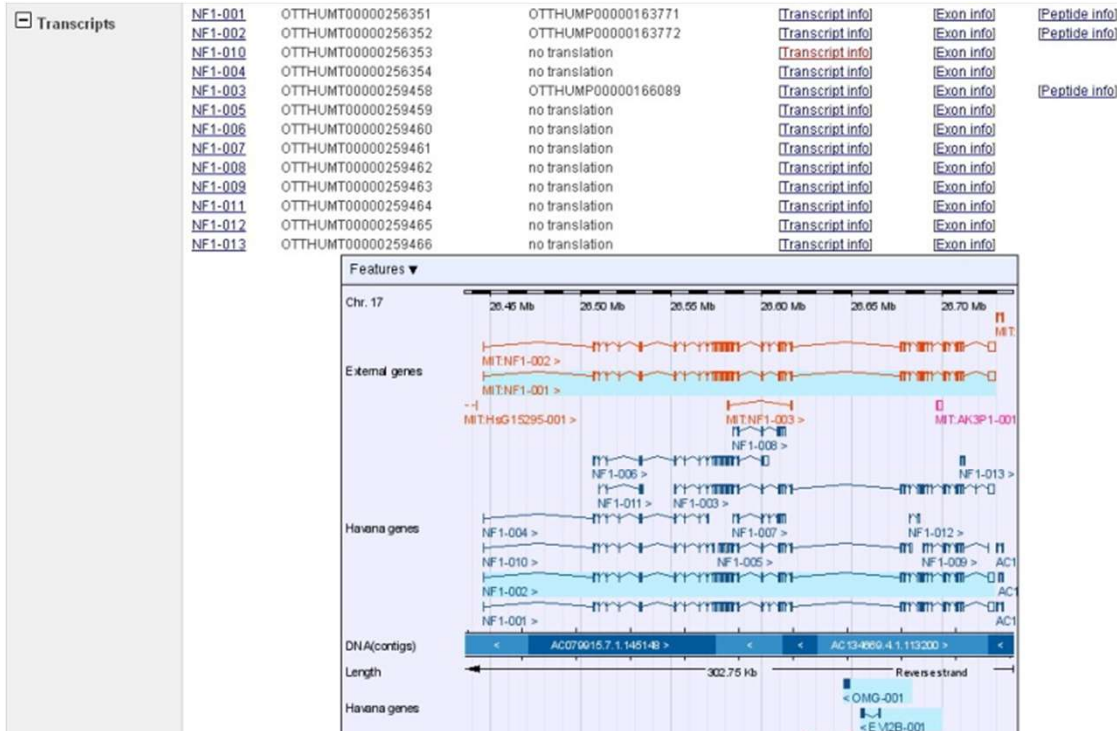 Transcripts
NF1-001 OTTHUMT00000256351 OTTHUMP00000163771 [Transcript info] [Exon info] [Peptide info]
NF1-002 OTTHUMT00000256352 OTTHUMP00000163772 [Transcript info] [Exon info] [Peptide info]
NF1-010 OTTHUMT00000256353 no translation [Transcript info] [Exon info]
NF1-004 OTTHUMT00000256354 no translation [Transcript info] [Exon info]
NF1-003 OTTHUMT00000259458 OTTHUMP00000166089 [Transcript info] [Exon info] [Peptide info]
NF1-005 OTTHUMT00000259459 no translation [Transcript info] [Exon info]
NF1-006 OTTHUMT00000259460 no translation [Transcript info] [Exon info]
NF1-007 OTTHUMT00000259461 no translation [Transcript info] [Exon info]
NF1-008 OTTHUMT00000259462 no translation [Transcript info] [Exon info]
NF1-009 OTTHUMT00000259463 no translation [Transcript info] [Exon info]
NF1-011 OTTHUMT00000259464 no translation [Transcript info] [Exon info]
NF1-012 OTTHUMT00000259465 no translation [Transcript info] [Exon info]
NF1-013 OTTHUMT00000259466 no translation [Transcript info] [Exon info]
Features ▼
Chr. 17 26.45 Mb 26.50 Mb 26.55 Mb 26.60 Mb 26.65 Mb 26.70 Mb
MIT:
MIT:NF1-002 >
External genes
MIT:NF1-001 >
MIT:HsG15295-001 > MIT:NF1-003 > MIT:AK3P1-001
NF1-008 >
NF1-006 > NF1-013 >
NF1-011 > NF1-003 >
Havana genes
NF1-004 > NF1-007 > NF1-012 >
NF1-010 > NF1-005 > NF1-009 > AC1
NF1-002 > AC1
NF1-001 > AC1
DNA(contigs) < AC079915.7.1.145148 > < < AC134669.4.1.113200 > <
Length 302.75 Kb Reverse strand
< OMG-001
Havana genes
< EVI2B-001